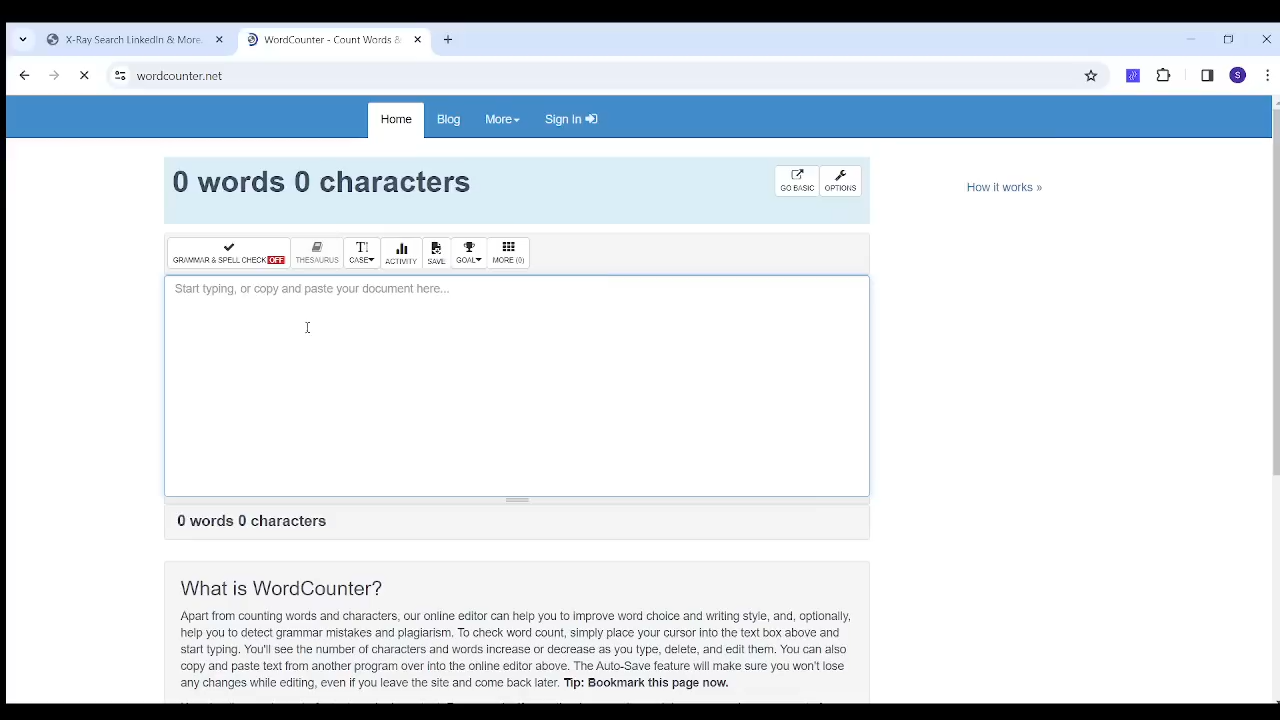 X-Ray Search LinkedIn & More.
WordCounter - Count Words &
wordcounter.net
S
Home Blog More Sign In
0 words 0 characters
GO BASIC OPTIONS
How it works »
GRAMMAR & SPELL CHECK OFF THESAURUS CASE ACTIVITY SAVE GOAL MORE (0)
Start typing, or copy and paste your document here...
0 words 0 characters
What is WordCounter?
Apart from counting words and characters, our online editor can help you to improve word choice and writing style, and, optionally,
help you to detect grammar mistakes and plagiarism. To check word count, simply place your cursor into the text box above and
start typing. You'll see the number of characters and words increase or decrease as you type, delete, and edit them. You can also
copy and paste text from another program over into the online editor above. The Auto-Save feature will make sure you won't lose
any changes while editing, even if you leave the site and come back later. Tip: Bookmark this page now.